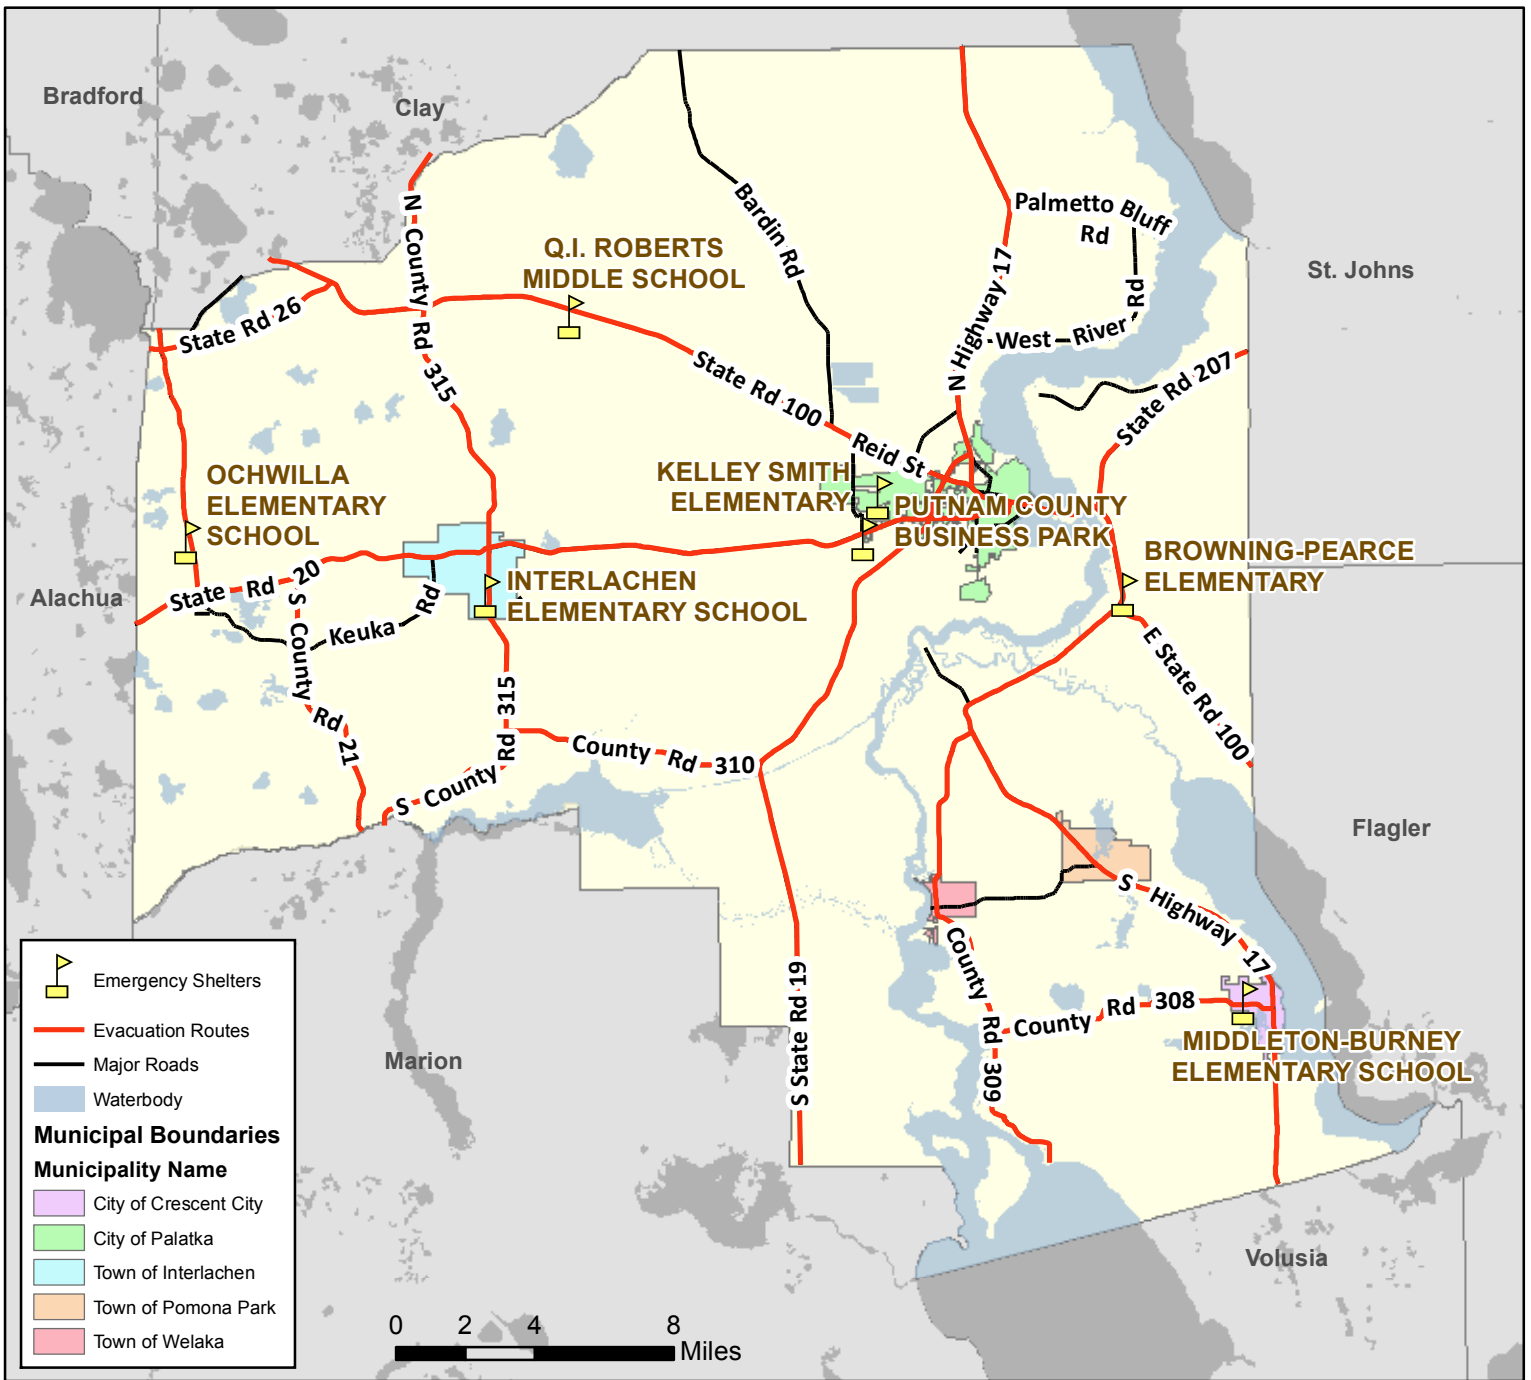 Bradford
Clay
St. Johns
Alachua
Flagler
Marion
Volusia
N County Rd 315
Bardin Rd
Palmetto Bluff
Rd
Q.I. ROBERTS
MIDDLE SCHOOL
N Highway 17
West River Rd
State Rd 26
State Rd 100
State Rd 207
Reid St
KELLEY SMITH
ELEMENTARY
OCHWILLA
ELEMENTARY
SCHOOL
PUTNAM COUNTY
BUSINESS PARK
BROWNING-PEARCE
ELEMENTARY
State Rd 20
INTERLACHEN
ELEMENTARY SCHOOL
Keuka Rd
S County Rd 21
E State Rd 100
S County Rd 315
County Rd 310
S Highway 17
S State Rd 19
County Rd 309
County Rd 308
MIDDLETON-BURNEY
ELEMENTARY SCHOOL
Emergency Shelters
Evacuation Routes
Major Roads
Waterbody
Municipal Boundaries
Municipality Name
City of Crescent City
City of Palatka
Town of Interlachen
Town of Pomona Park
Town of Welaka
0 2 4 8
Miles